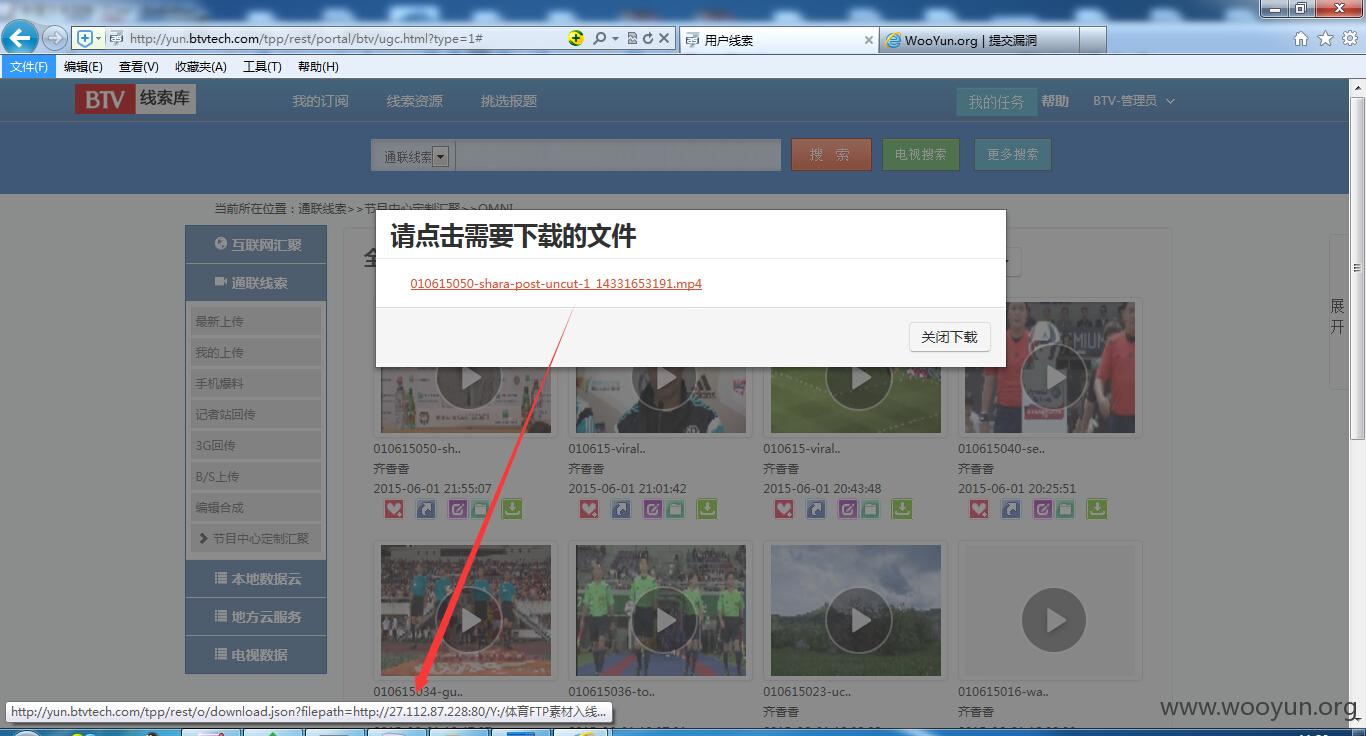 http://yun.btvtech.com/tpp/rest/portal/btv/ugc.html?type=1#
用户线索
WooYun.org | 提交漏洞
文件(F) 编辑(E) 查看(V) 收藏夹(A) 工具(T) 帮助(H)
BTV 线索库 我的订阅 线索资源 挑选报题 我的任务 帮助 BTV-管理员
通联线索 搜 索 电视搜索 更多搜索
当前所在位置：通联线索>>节目中心定制汇聚>>OMNI
请点击需要下载的文件
010615050-shara-post-uncut-1_14331653191.mp4
关闭下载
互联网汇聚
通联线索
最新上传
我的上传
手机爆料
记者站回传
3G回传
B/S上传
编辑合成
节目中心定制汇聚
本地数据云
地方云服务
电视数据
展开
010615050-sh.. 010615-viral.. 010615-viral.. 010615040-se..
齐香香 齐香香 齐香香 齐香香
2015-06-01 21:55:07 2015-06-01 21:01:42 2015-06-01 20:43:48 2015-06-01 20:25:51
010615034-gu.. 010615036-to.. 010615023-uc.. 010615016-wa..
齐香香 齐香香
http://yun.btvtech.com/tpp/rest/o/download.json?filepath=http://27.112.87.228:80/Y:/体育FTP素材入线...
www.wooyun.org